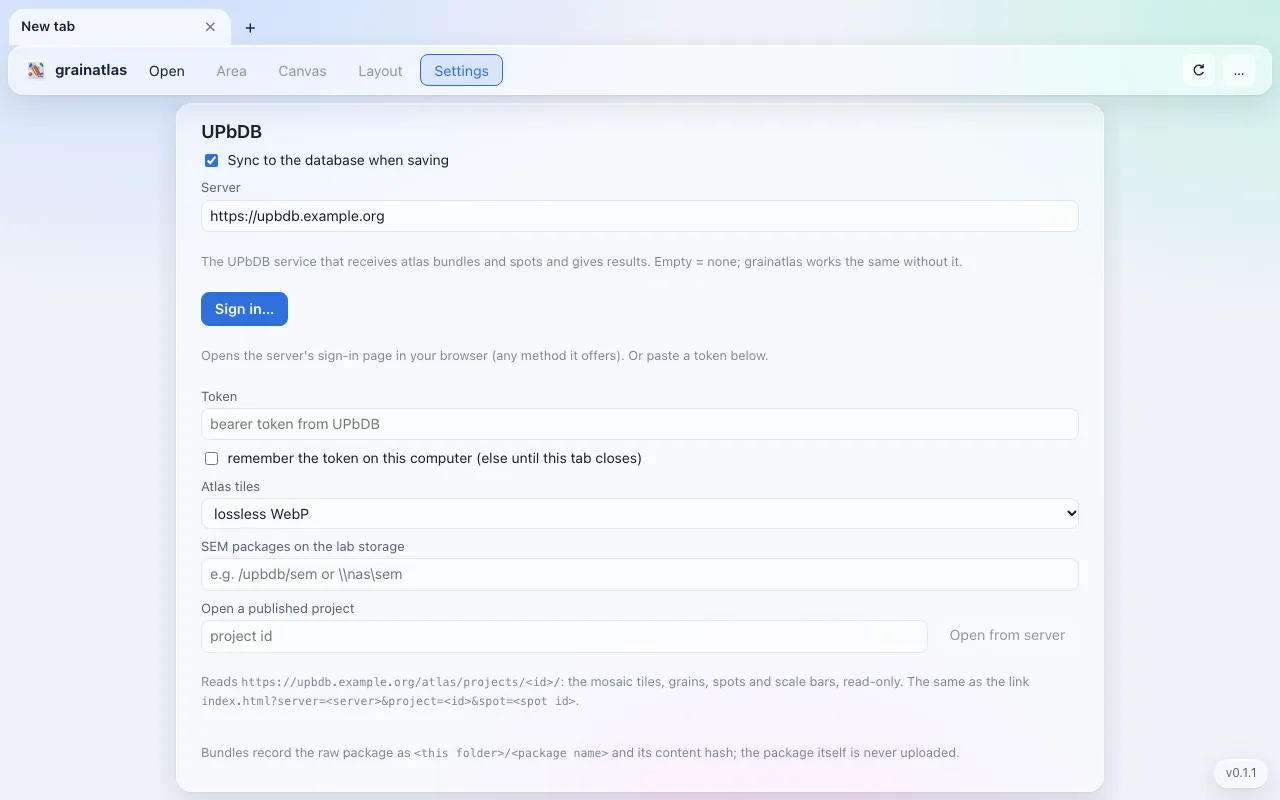 New tab
grainatlas
Open
Area
Canvas
Layout
Settings
...
UPbDB
Sync to the database when saving
Server
https://upbdb.example.org
The UPbDB service that receives atlas bundles and spots and gives results. Empty = none; grainatlas works the same without it.
Sign in...
Opens the server's sign-in page in your browser (any method it offers). Or paste a token below.
Token
bearer token from UPbDB
remember the token on this computer (else until this tab closes)
Atlas tiles
lossless WebP
SEM packages on the lab storage
e.g. /upbdb/sem or \\nas\sem
Open a published project
project id
Open from server
Reads https://upbdb.example.org/atlas/projects/<id>/: the mosaic tiles, grains, spots and scale bars, read-only. The same as the link
index.html?server=<server>&project=<id>&spot=<spot id>.
Bundles record the raw package as <this folder>/<package name> and its content hash; the package itself is never uploaded.
v0.1.1